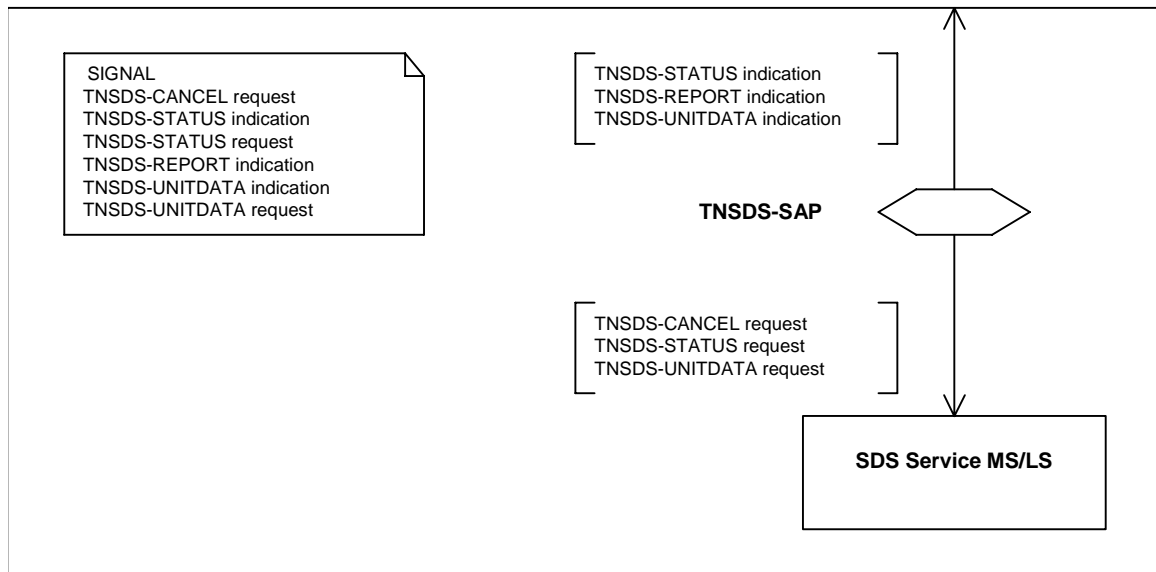 SIGNAL
TNSDS-CANCEL request
TNSDS-STATUS indication
TNSDS-STATUS request
TNSDS-REPORT indication
TNSDS-UNITDATA indication
TNSDS-UNITDATA request
TNSDS-STATUS indication
TNSDS-REPORT indication
TNSDS-UNITDATA indication
TNSDS-SAP
TNSDS-CANCEL request
TNSDS-STATUS request
TNSDS-UNITDATA request
SDS Service MS/LS